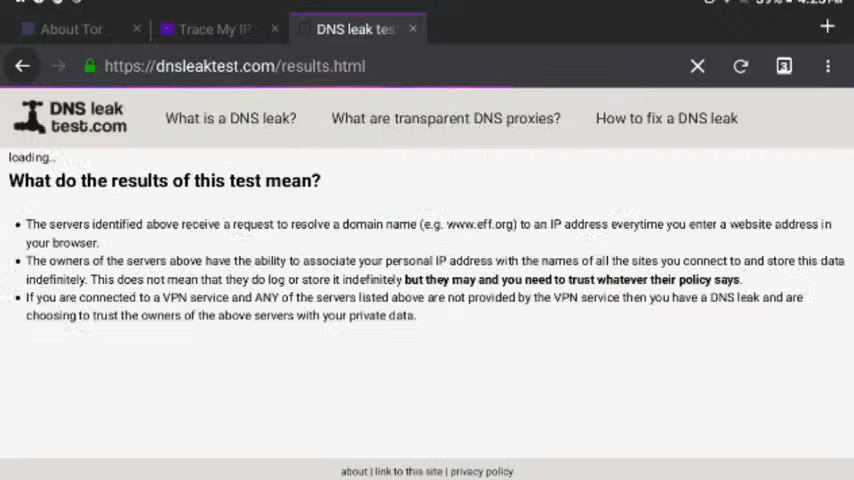 About Tor
Trace My IP
DNS leak tes
https://dnsleaktest.com/results.html
3
DNS leak
test.com
What is a DNS leak?
What are transparent DNS proxies?
How to fix a DNS leak
loading..
What do the results of this test mean?
The servers identified above receive a request to resolve a domain name (e.g. www.eff.org) to an IP address everytime you enter a website address in
your browser.
The owners of the servers above have the ability to associate your personal IP address with the names of all the sites you connect to and store this data
indefinitely. This does not mean that they do log or store it indefinitely but they may and you need to trust whatever their policy says.
If you are connected to a VPN service and ANY of the servers listed above are not provided by the VPN service then you have a DNS leak and are
choosing to trust the owners of the above servers with your private data.
about | link to this site | privacy policy